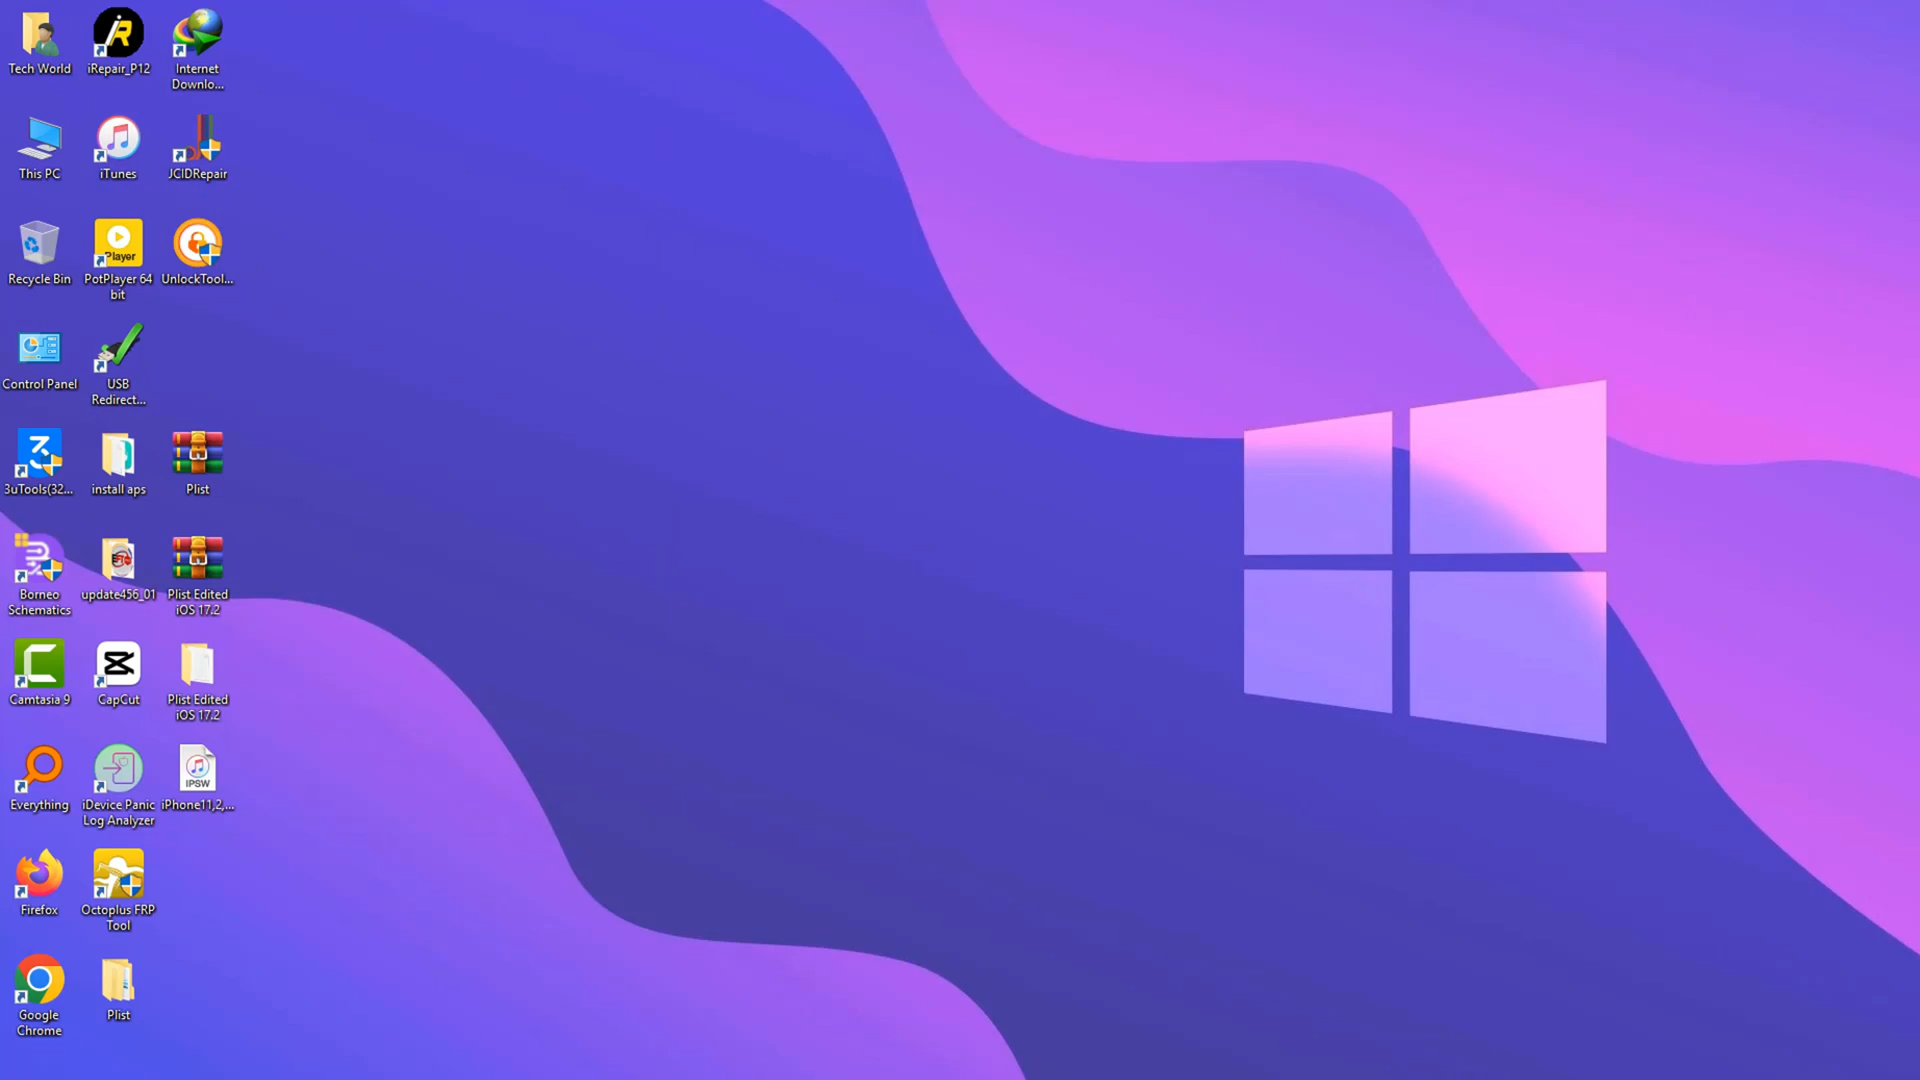 Tech World
iRepair_P12
Internet
Downlo...
This PC
iTunes
JCIDRepair
Recycle Bin
Player
PotPlayer 64
bit
UnlockTool...
Control Panel
USB
Redirect...
3uTools(32...
install aps
Plist
Borneo
Schematics
update456_01
Plist Edited
iOS 17.2
Camtasia 9
CapCut
Plist Edited
iOS 17.2
Everything
iDevice Panic
Log Analyzer
IPSW
iPhone11,2,...
Firefox
Octoplus FRP
Tool
Google
Chrome
Plist